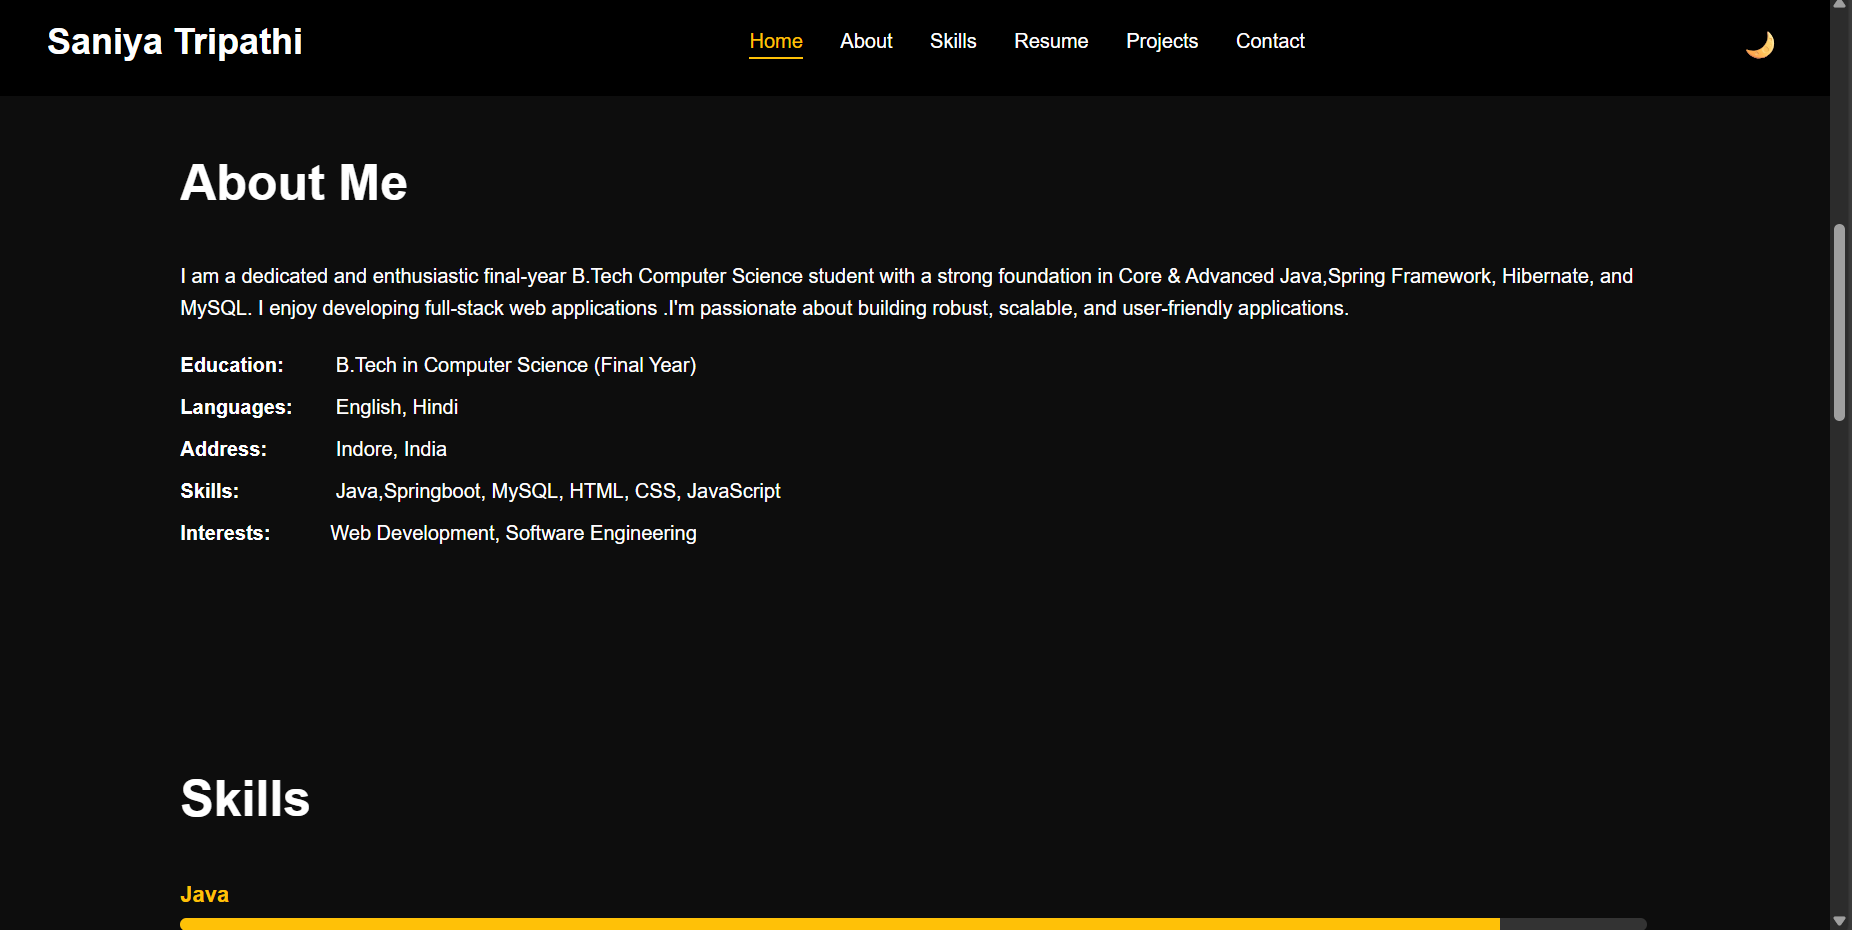 Saniya Tripathi
Home About Skills Resume Projects Contact
About Me
I am a dedicated and enthusiastic final-year B.Tech Computer Science student with a strong foundation in Core & Advanced Java,Spring Framework, Hibernate, and
MySQL. I enjoy developing full-stack web applications .I'm passionate about building robust, scalable, and user-friendly applications.
Education: B.Tech in Computer Science (Final Year)
Languages: English, Hindi
Address: Indore, India
Skills: Java,Springboot, MySQL, HTML, CSS, JavaScript
Interests: Web Development, Software Engineering
Skills
Java